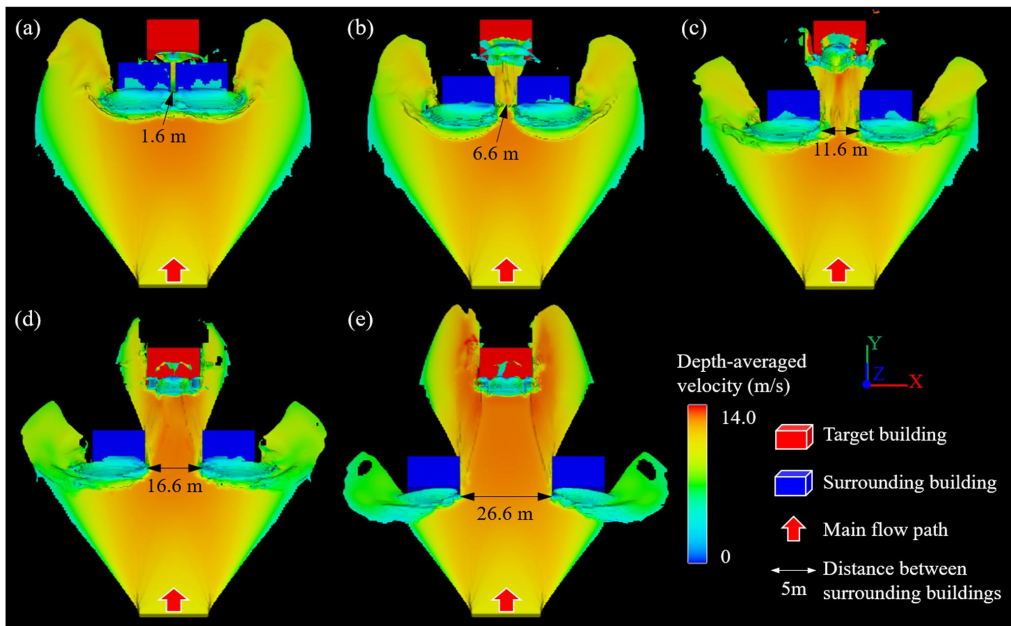 (a)
1.6 m
(b)
6.6 m
(c)
11.6 m
(d)
16.6 m
(e)
26.6 m
Depth-averaged
velocity (m/s)
14.0
0
Y
Z
X
Target building
Surrounding building
Main flow path
5m
Distance between
surrounding buildings